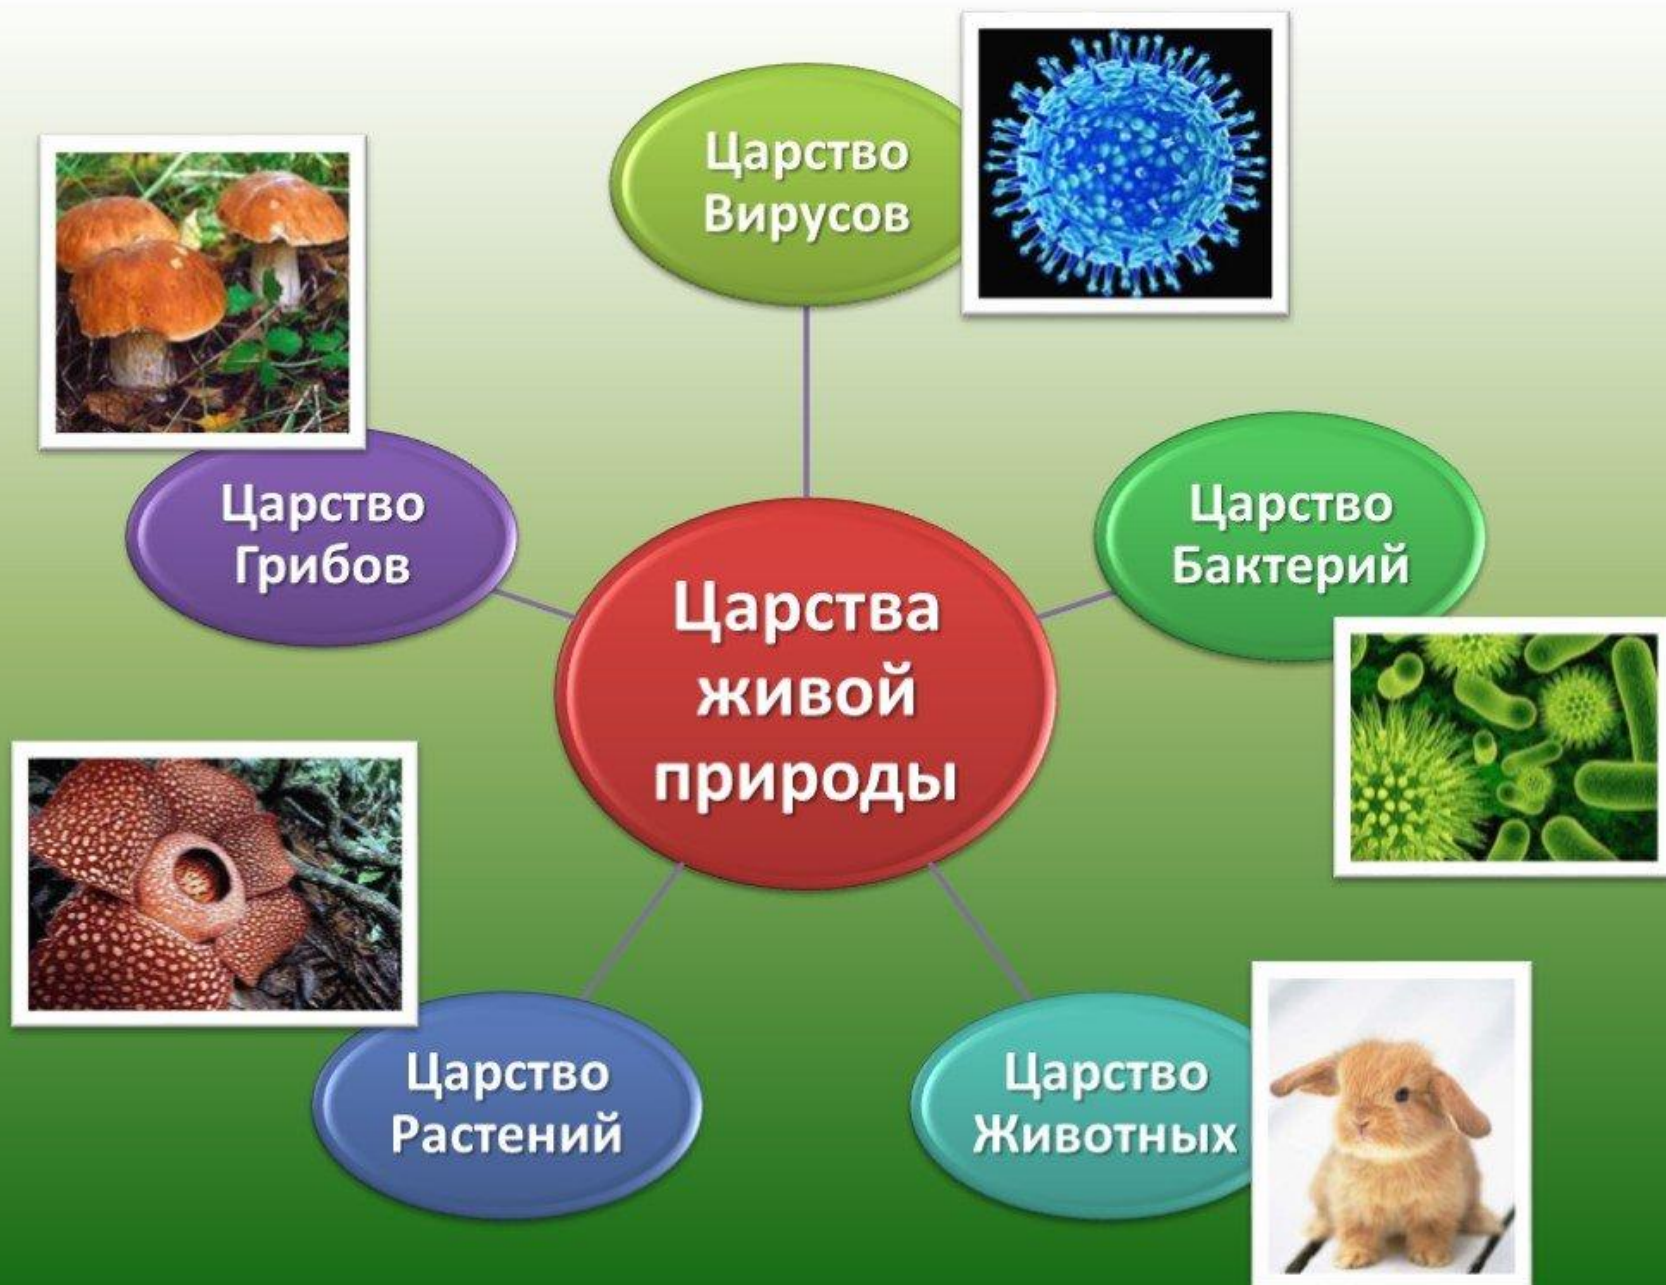 Царство
Вирусов
Царство
Грибов
Царство
Бактерий
Царства
живой
природы
Царство
Растений
Царство
Животных